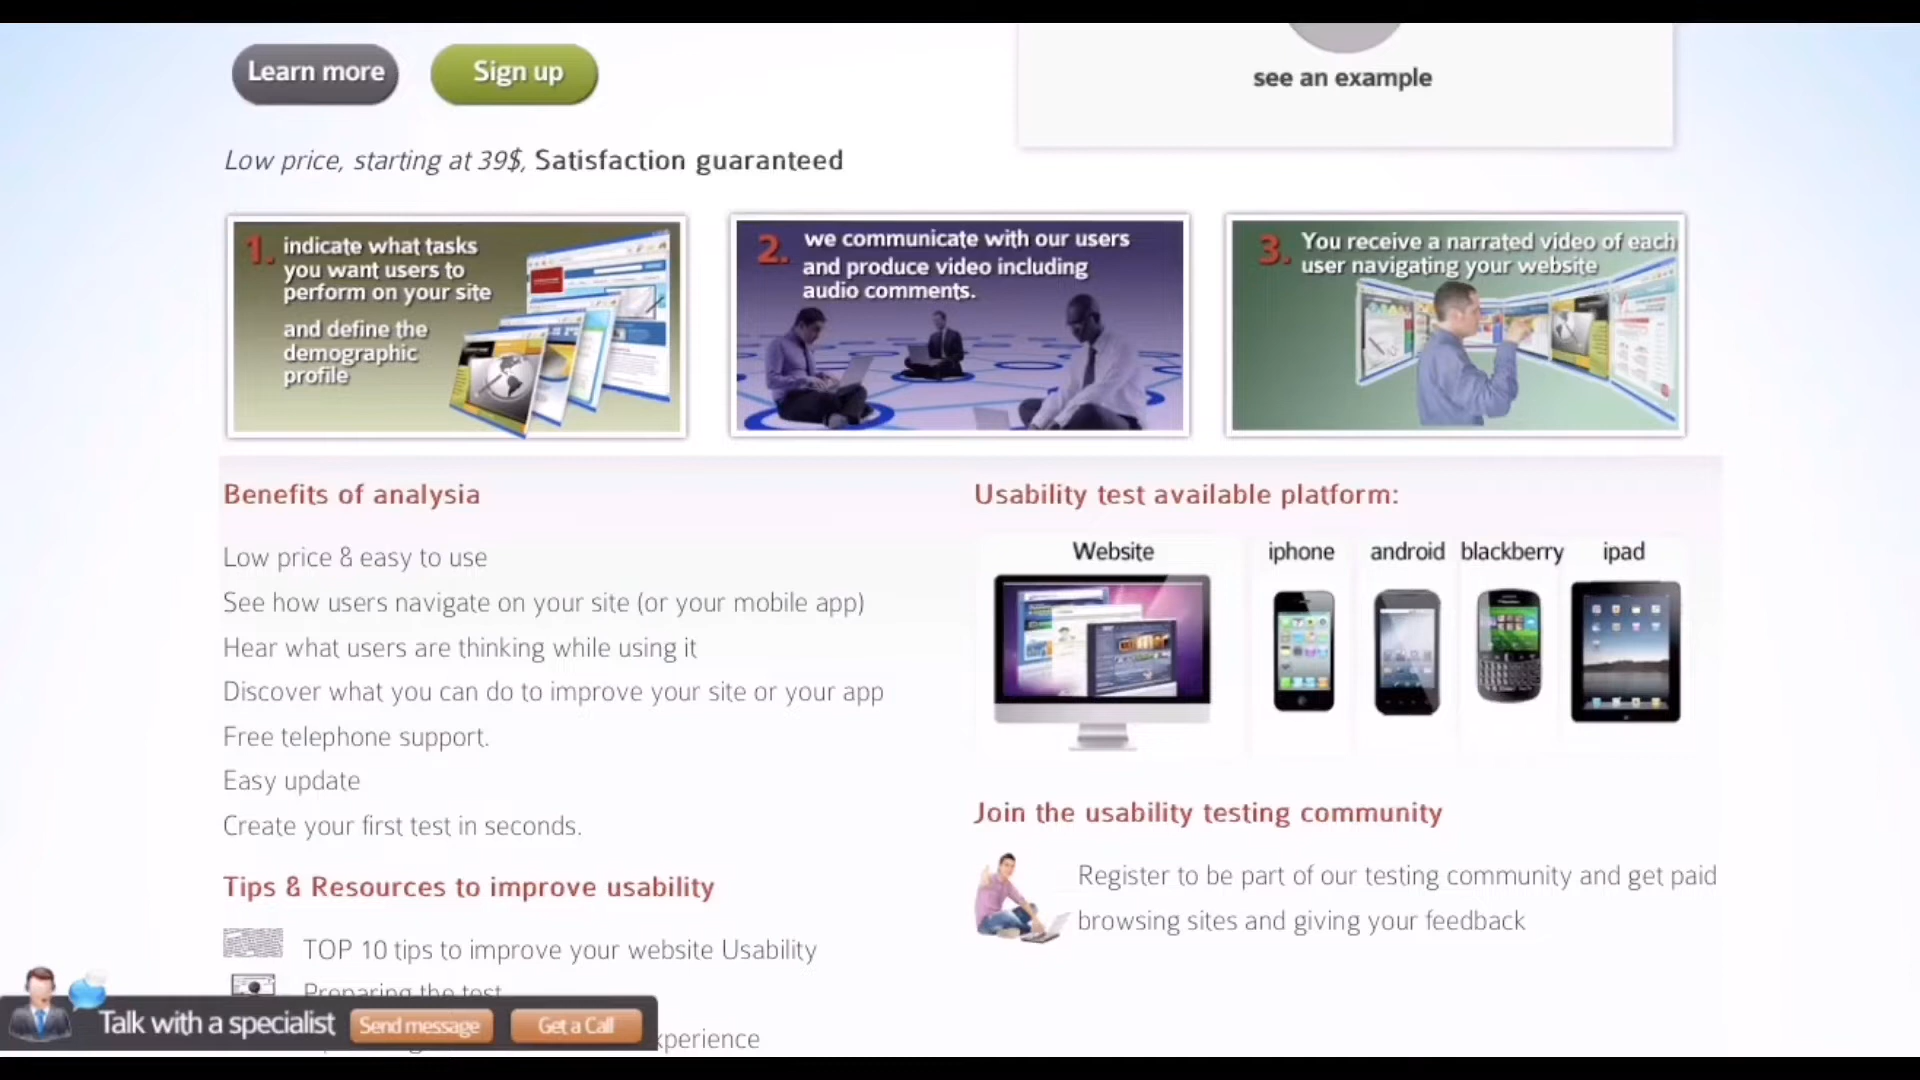 Learn more
Sign up
see an example
Low price, starting at 39$, Satisfaction guaranteed
1. indicate what tasks
you want users to
perform on your site
and define the
demographic
profile
2. we communicate with our users
and produce video including
audio comments.
3. You receive a narrated video of each
user navigating your website
Benefits of analysia
Low price & easy to use
See how users navigate on your site (or your mobile app)
Hear what users are thinking while using it
Discover what you can do to improve your site or your app
Free telephone support.
Easy update
Create your first test in seconds.
Tips & Resources to improve usability
TOP 10 tips to improve your website Usability
Preparing the test
xperience
Usability test available platform:
Website iphone android blackberry ipad
Join the usability testing community
Register to be part of our testing community and get paid
browsing sites and giving your feedback
Talk with a specialist Send message Get a Call